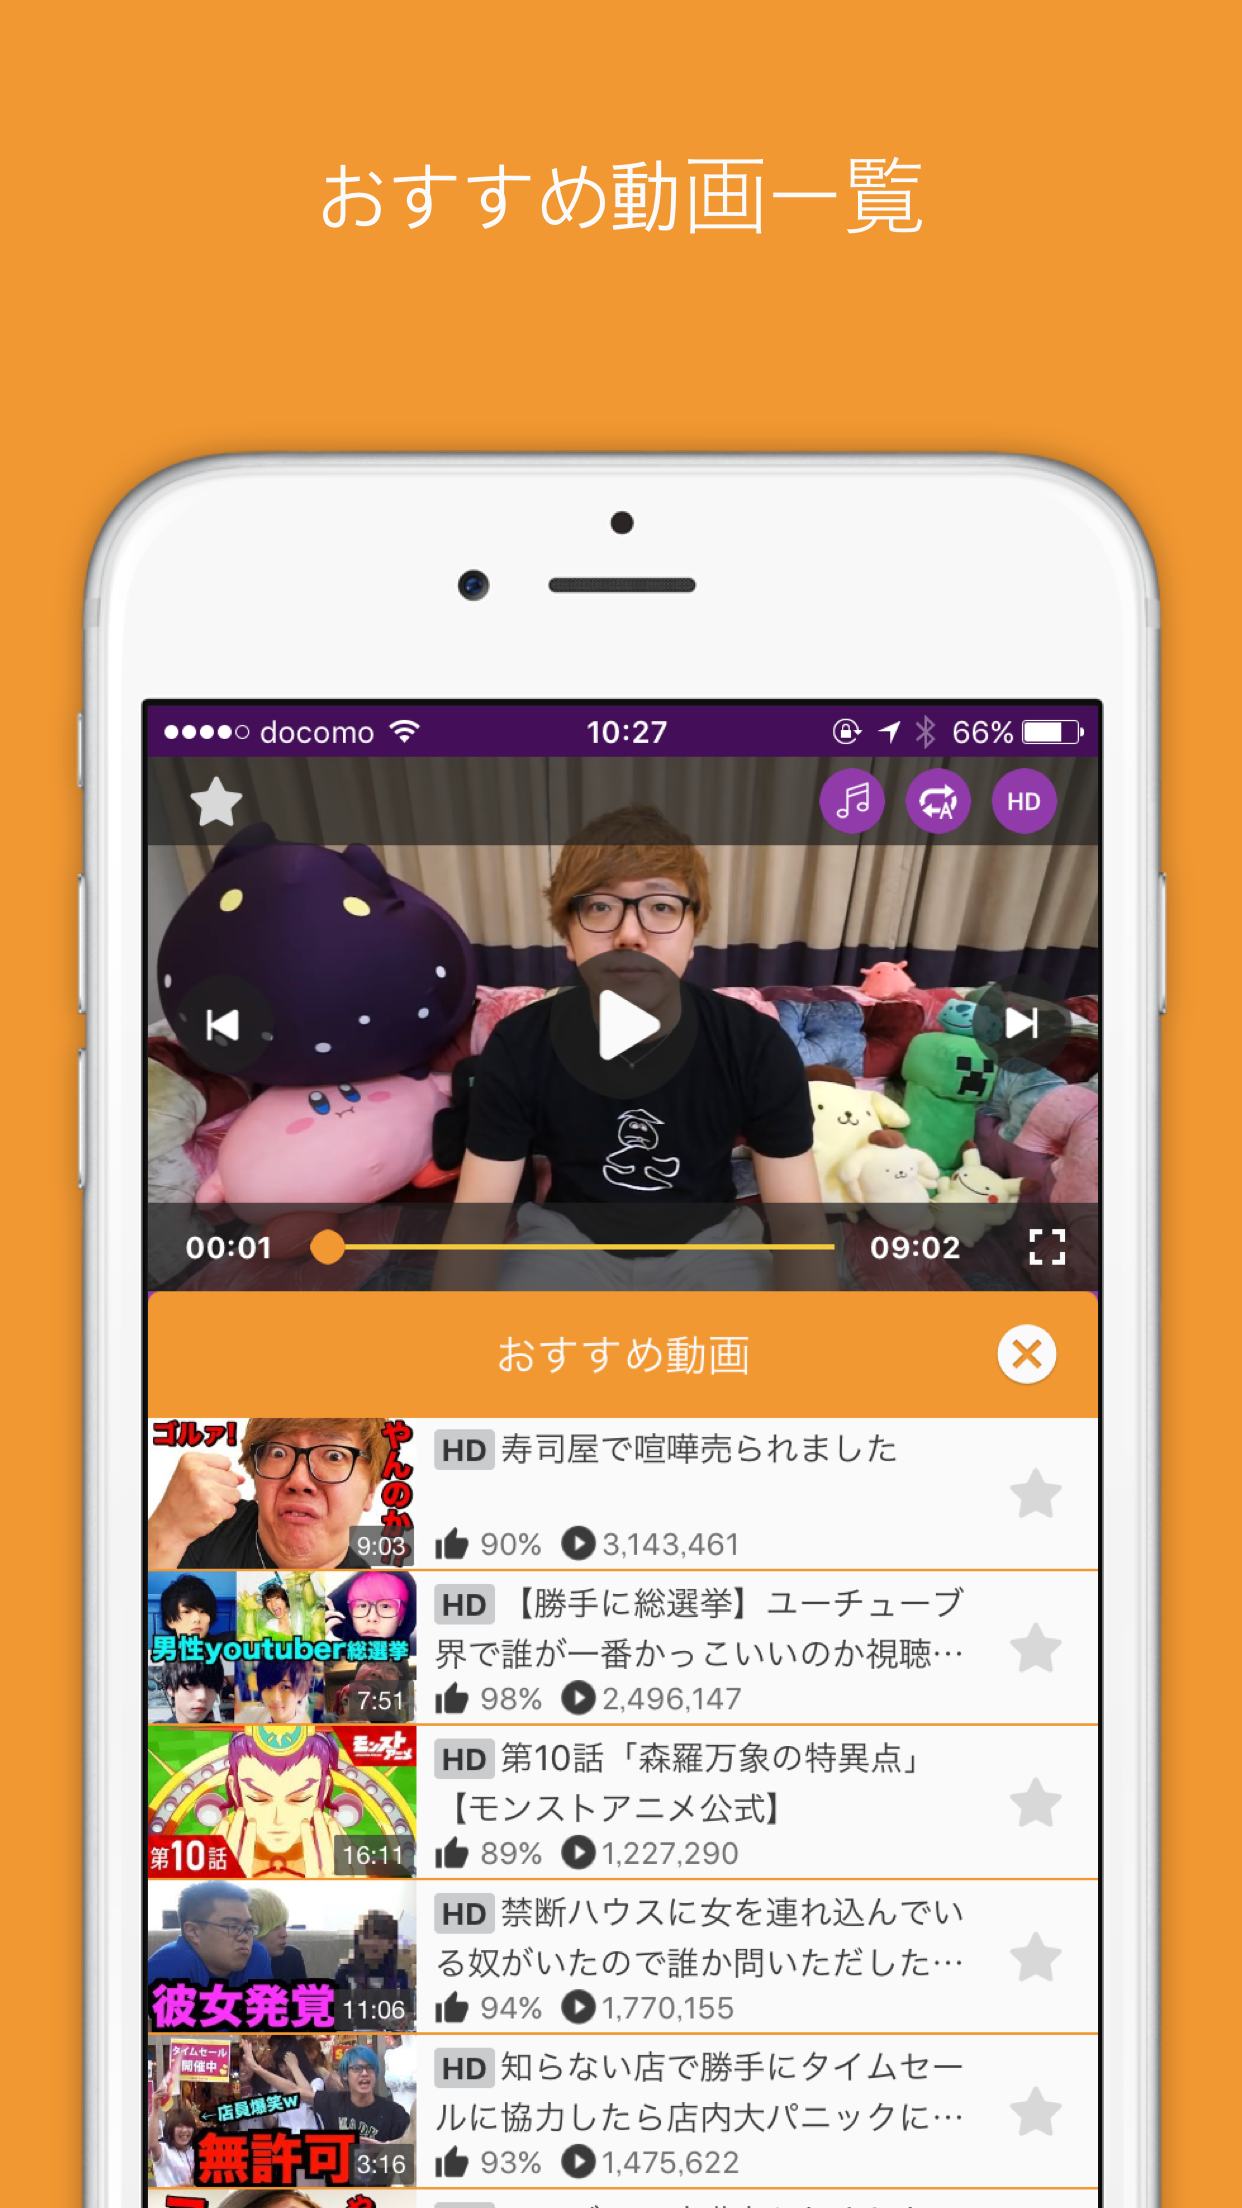 おすすめ動画一覧
docomo 10:27 66%
HD
00:01 09:02
おすすめ動画
ゴルァ!
やんのか
9:03
HD 寿司屋で喧嘩売られました
90% 3,143,461
男性youtuber総選挙
7:51
HD 【勝手に総選挙】ユーチューブ
界で誰が一番かっこいいのか視聴…
98% 2,496,147
モンスト
アニメ
第10話
16:11
HD 第10話「森羅万象の特異点」
【モンストアニメ公式】
89% 1,227,290
彼女発覚
11:06
HD 禁断ハウスに女を連れ込んでい
る奴がいたので誰か問いただした…
94% 1,770,155
タイムセール
開催中
←店員爆笑w
無許可
3:16
HD 知らない店で勝手にタイムセー
ルに協力したら店内大パニックに…
93% 1,475,622